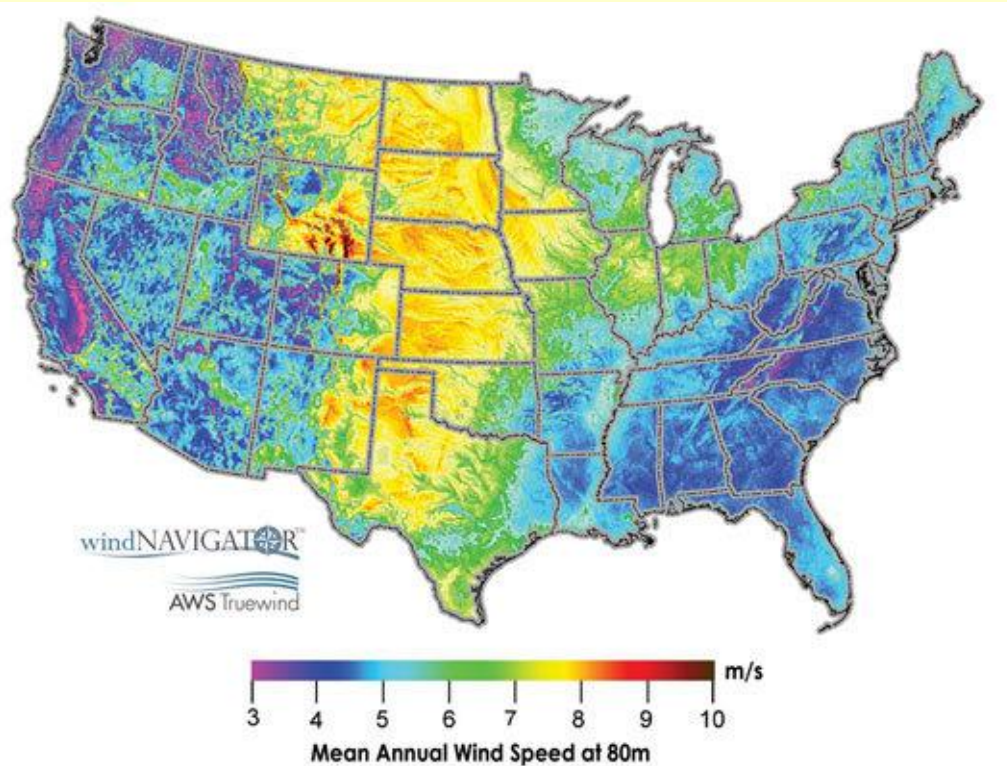 windNAVIGATOR™
AWS Truewind
m/s
3 4 5 6 7 8 9 10
Mean Annual Wind Speed at 80m